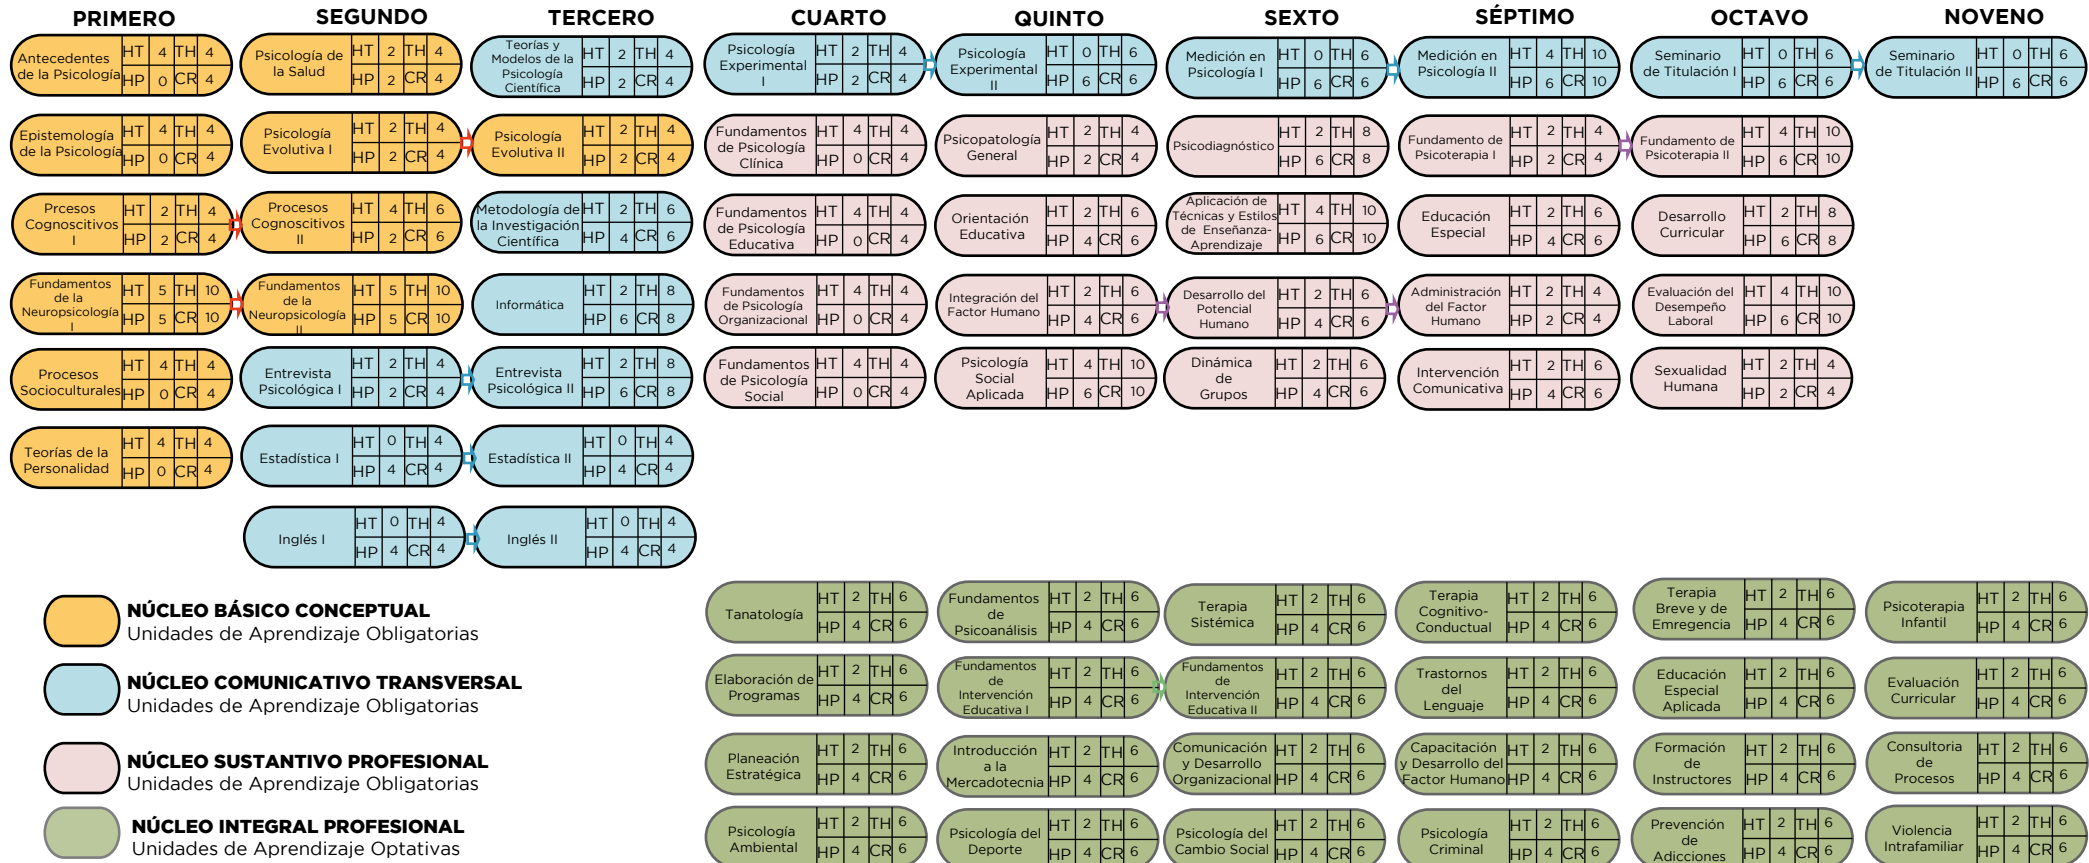 PRIMERO SEGUNDO TERCERO CUARTO QUINTO SEXTO SÉPTIMO OCTAVO NOVENO
Antecedentes
de la Psicología
HT 4 TH 4
HP 0 CR 4
Psicología de
la Salud
HT 2 TH 4
HP 2 CR 4
Teorías y
Modelos de la
Psicología
Científica
HT 2 TH 4
HP 2 CR 4
Psicología
Experimental
I
HT 2 TH 4
HP 2 CR 4
Psicología
Experimental
II
HT 0 TH 6
HP 6 CR 6
Medición en
Psicología I
HT 0 TH 6
HP 6 CR 6
Medición en
Psicología II
HT 4 TH 10
HP 6 CR 10
Seminario
de Titulación I
HT 0 TH 6
HP 6 CR 6
Seminario
de Titulación II
HT 0 TH 6
HP 6 CR 6
Epistemología
de la Psicología
HT 4 TH 4
HP 0 CR 4
Psicología
Evolutiva I
HT 2 TH 4
HP 2 CR 4
Psicología
Evolutiva II
HT 2 TH 4
HP 2 CR 4
Fundamentos
de Psicología
Clínica
HT 4 TH 4
HP 0 CR 4
Psicopatología
General
HT 2 TH 4
HP 2 CR 4
Psicodiagnóstico
HT 2 TH 8
HP 6 CR 8
Fundamento de
Psicoterapia I
HT 2 TH 4
HP 2 CR 4
Fundamento de
Psicoterapia II
HT 4 TH 10
HP 6 CR 10
Prcesos
Cognoscitivos
I
HT 2 TH 4
HP 2 CR 4
Procesos
Cognoscitivos
II
HT 4 TH 6
HP 2 CR 6
Metodología de
la Investigación
Científica
HT 2 TH 6
HP 4 CR 6
Fundamentos
de Psicología
Educativa
HT 4 TH 4
HP 0 CR 4
Orientación
Educativa
HT 2 TH 6
HP 4 CR 6
Aplicación de
Técnicas y Estilos
de Enseñanza-
Aprendizaje
HT 4 TH 10
HP 6 CR 10
Educación
Especial
HT 2 TH 6
HP 4 CR 6
Desarrollo
Curricular
HT 2 TH 8
HP 6 CR 8
Fundamentos
de la
Neuropsicología
I
HT 5 TH 10
HP 5 CR 10
Fundamentos
de la
Neuropsicología
II
HT 5 TH 10
HP 5 CR 10
Informática
HT 2 TH 8
HP 6 CR 8
Fundamentos
de Psicología
Organizacional
HT 4 TH 4
HP 0 CR 4
Integración del
Factor Humano
HT 2 TH 6
HP 4 CR 6
Desarrollo del
Potencial
Humano
HT 2 TH 6
HP 4 CR 6
Administración
del Factor
Humano
HT 2 TH 4
HP 2 CR 4
Evaluación del
Desempeño
Laboral
HT 4 TH 10
HP 6 CR 10
Procesos
Socioculturales
HT 4 TH 4
HP 0 CR 4
Entrevista
Psicológica I
HT 2 TH 4
HP 2 CR 4
Entrevista
Psicológica II
HT 2 TH 8
HP 6 CR 8
Fundamentos
de Psicología
Social
HT 4 TH 4
HP 0 CR 4
Psicología
Social
Aplicada
HT 4 TH 10
HP 6 CR 10
Dinámica
de
Grupos
HT 2 TH 6
HP 4 CR 6
Intervención
Comunicativa
HT 2 TH 6
HP 4 CR 6
Sexualidad
Humana
HT 2 TH 4
HP 2 CR 4
Teorías de la
Personalidad
HT 4 TH 4
HP 0 CR 4
Estadística I
HT 0 TH 4
HP 4 CR 4
Estadística II
HT 0 TH 4
HP 4 CR 4
Inglés I
HT 0 TH 4
HP 4 CR 4
Inglés II
HT 0 TH 4
HP 4 CR 4
NÚCLEO BÁSICO CONCEPTUAL
Unidades de Aprendizaje Obligatorias
NÚCLEO COMUNICATIVO TRANSVERSAL
Unidades de Aprendizaje Obligatorias
NÚCLEO SUSTANTIVO PROFESIONAL
Unidades de Aprendizaje Obligatorias
NÚCLEO INTEGRAL PROFESIONAL
Unidades de Aprendizaje Optativas
Tanatología
HT 2 TH 6
HP 4 CR 6
Fundamentos
de
Psicoanálisis
HT 2 TH 6
HP 4 CR 6
Terapia
Sistémica
HT 2 TH 6
HP 4 CR 6
Terapia
Cognitivo-
Conductual
HT 2 TH 6
HP 4 CR 6
Terapia
Breve y de
Emregencia
HT 2 TH 6
HP 4 CR 6
Psicoterapia
Infantil
HT 2 TH 6
HP 4 CR 6
Elaboración de
Programas
HT 2 TH 6
HP 4 CR 6
Fundamentos
de
Intervención
Educativa I
HT 2 TH 6
HP 4 CR 6
Fundamentos
de
Intervención
Educativa II
HT 2 TH 6
HP 4 CR 6
Trastornos
del
Lenguaje
HT 2 TH 6
HP 4 CR 6
Educación
Especial
Aplicada
HT 2 TH 6
HP 4 CR 6
Evaluación
Curricular
HT 2 TH 6
HP 4 CR 6
Planeación
Estratégica
HT 2 TH 6
HP 4 CR 6
Introducción
a la
Mercadotecnia
HT 2 TH 6
HP 4 CR 6
Comunicación
y Desarrollo
Organizacional
HT 2 TH 6
HP 4 CR 6
Capacitación
y Desarrollo del
Factor Humano
HT 2 TH 6
HP 4 CR 6
Formación
de
Instructores
HT 2 TH 6
HP 4 CR 6
Consultoria
de
Procesos
HT 2 TH 6
HP 4 CR 6
Psicología
Ambiental
HT 2 TH 6
HP 4 CR 6
Psicología del
Deporte
HT 2 TH 6
HP 4 CR 6
Psicología del
Cambio Social
HT 2 TH 6
HP 4 CR 6
Psicología
Criminal
HT 2 TH 6
HP 4 CR 6
Prevención
de
Adicciones
HT 2 TH 6
HP 4 CR 6
Violencia
Intrafamiliar
HT 2 TH 6
HP 4 CR 6